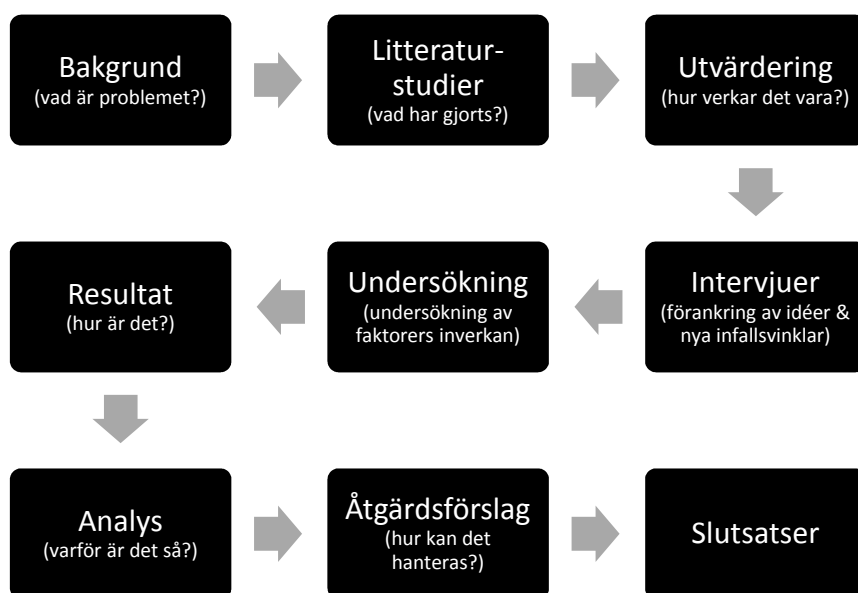 Bakgrund
(vad är problemet?)
Litteratur-
studier
(vad har gjorts?)
Utvärdering
(hur verkar det vara?)
Intervjuer
(förankring av idéer &
nya infallsvinklar)
Undersökning
(undersökning av
faktorers inverkan)
Resultat
(hur är det?)
Analys
(varför är det så?)
Åtgärdsförslag
(hur kan det
hanteras?)
Slutsatser